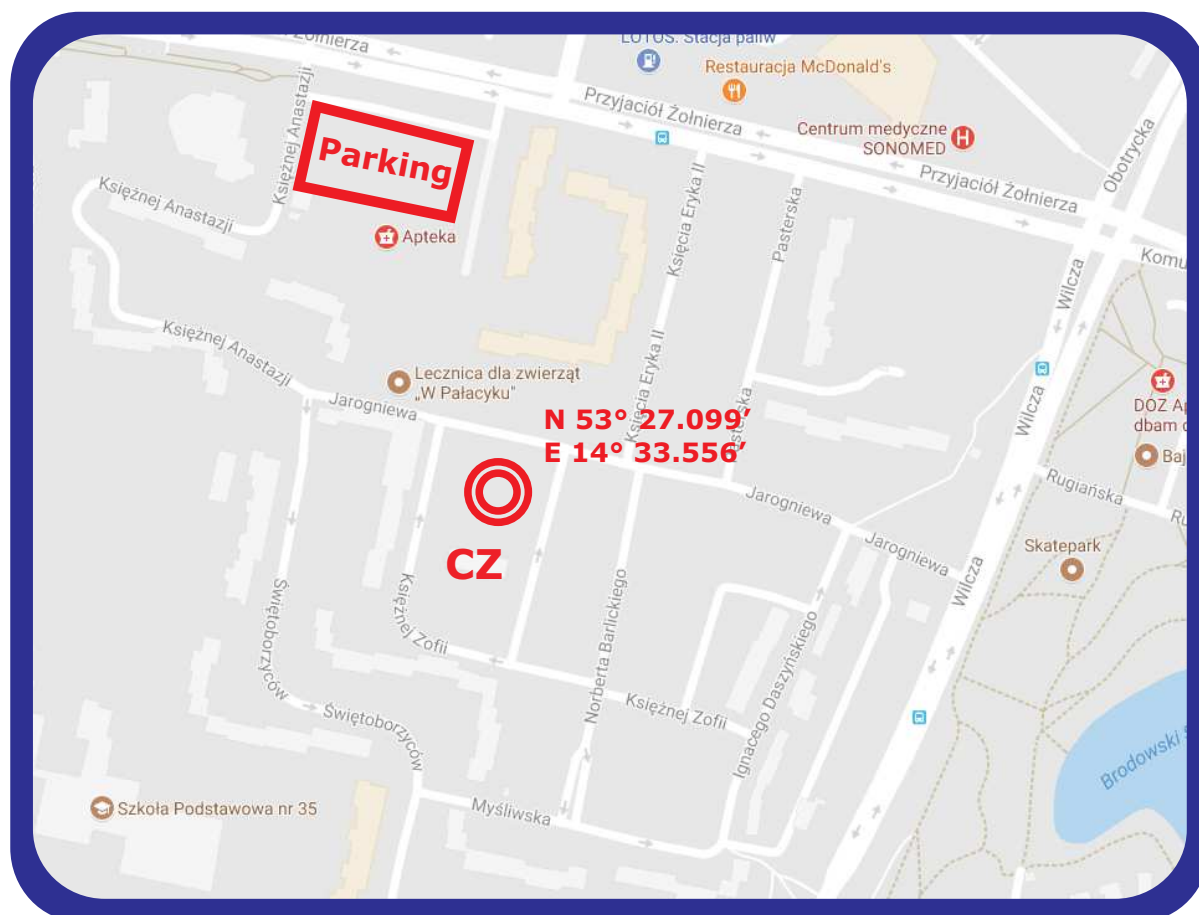 LOTOS. Stacja paliw
Żołnierza
Restauracja McDonald's
Przyjaciół Żołnierza
Centrum medyczne
SONOMED
Przyjaciół Żołnierza
Obotrycka
Księżnej Anastazji
Parking
Księżnej Anastazji
Apteka
Księcia Eryka II
Pasterska
Wilcza
Komu
Księżnej Anastazji
Lecznica dla zwierząt
„W Pałacyku"
Jarogniewa
Księcia Eryka II
Pasterska
N 53° 27.099’
E 14° 33.556’
Wilcza
DOZ Ap
dbam o
Baj
Rugiańska
Ru
Jarogniewa
Jarogniewa
Skatepark
CZ
Wilcza
Księżnej Zofii
Świętoborzyców
Norberta Barlickiego
Ignacego Daszyńskiego
Księżnej Zofii
Świętoborzyców
Brodowski S
Szkoła Podstawowa nr 35
Myśliwska